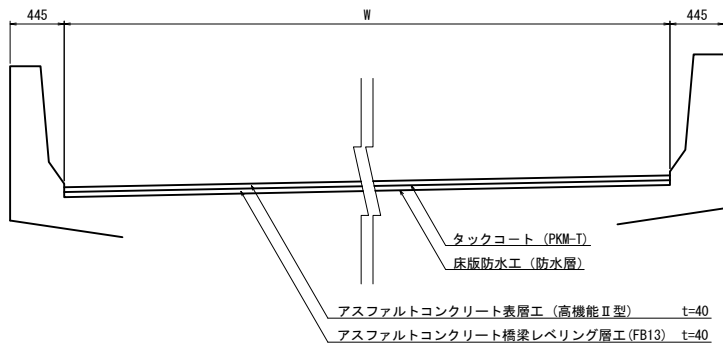 445 W 445
タックコート (PKM-T)
床版防水工 (防水層)
アスファルトコンクリート表層工 (高機能Ⅱ型) t=40
アスファルトコンクリート橋梁レベリング層工(FB13) t=40